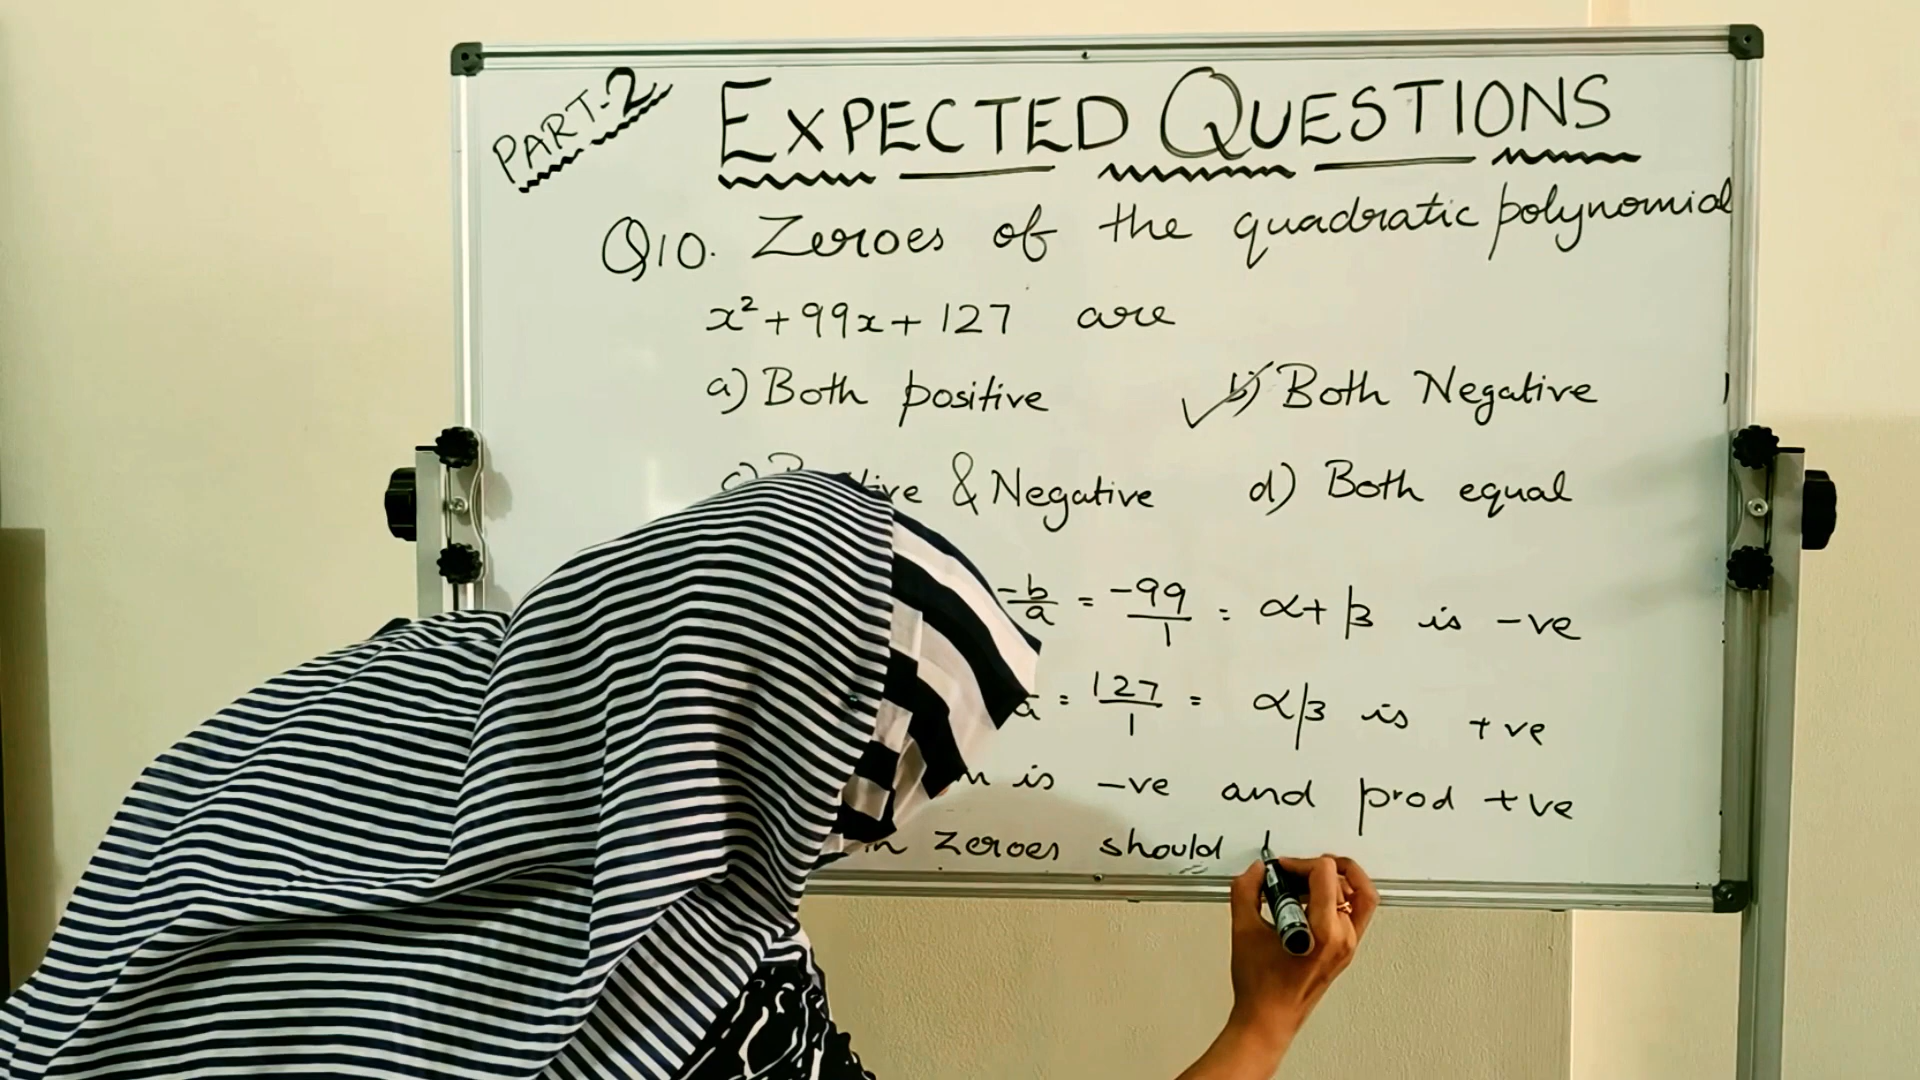 PART-2
EXPECTED QUESTIONS
Q10. Zeroes of the quadratic polynomial
x² + 99x + 127 are
a) Both positive b) Both Negative
& Negative d) Both equal
-b/a = -99/1 = α+β is -ve
= 127/1 = αβ is +ve
is -ve and prod +ve
zeroes should